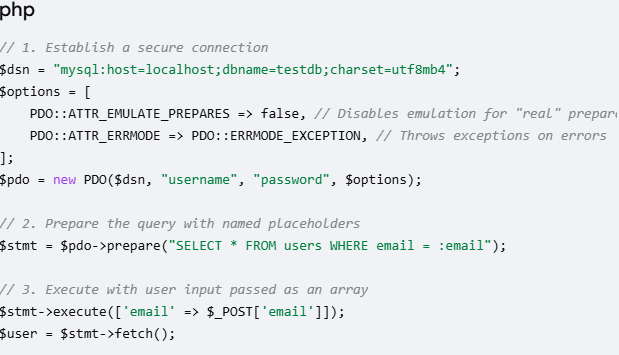 php
// 1. Establish a secure connection
$dsn = "mysql:host=localhost;dbname=testdb;charset=utf8mb4";
$options = [
    PDO::ATTR_EMULATE_PREPARES => false, // Disables emulation for "real" prepar
    PDO::ATTR_ERRMODE => PDO::ERRMODE_EXCEPTION, // Throws exceptions on errors
];
$pdo = new PDO($dsn, "username", "password", $options);
// 2. Prepare the query with named placeholders
$stmt = $pdo->prepare("SELECT * FROM users WHERE email = :email");
// 3. Execute with user input passed as an array
$stmt->execute(['email' => $_POST['email']]);
$user = $stmt->fetch();